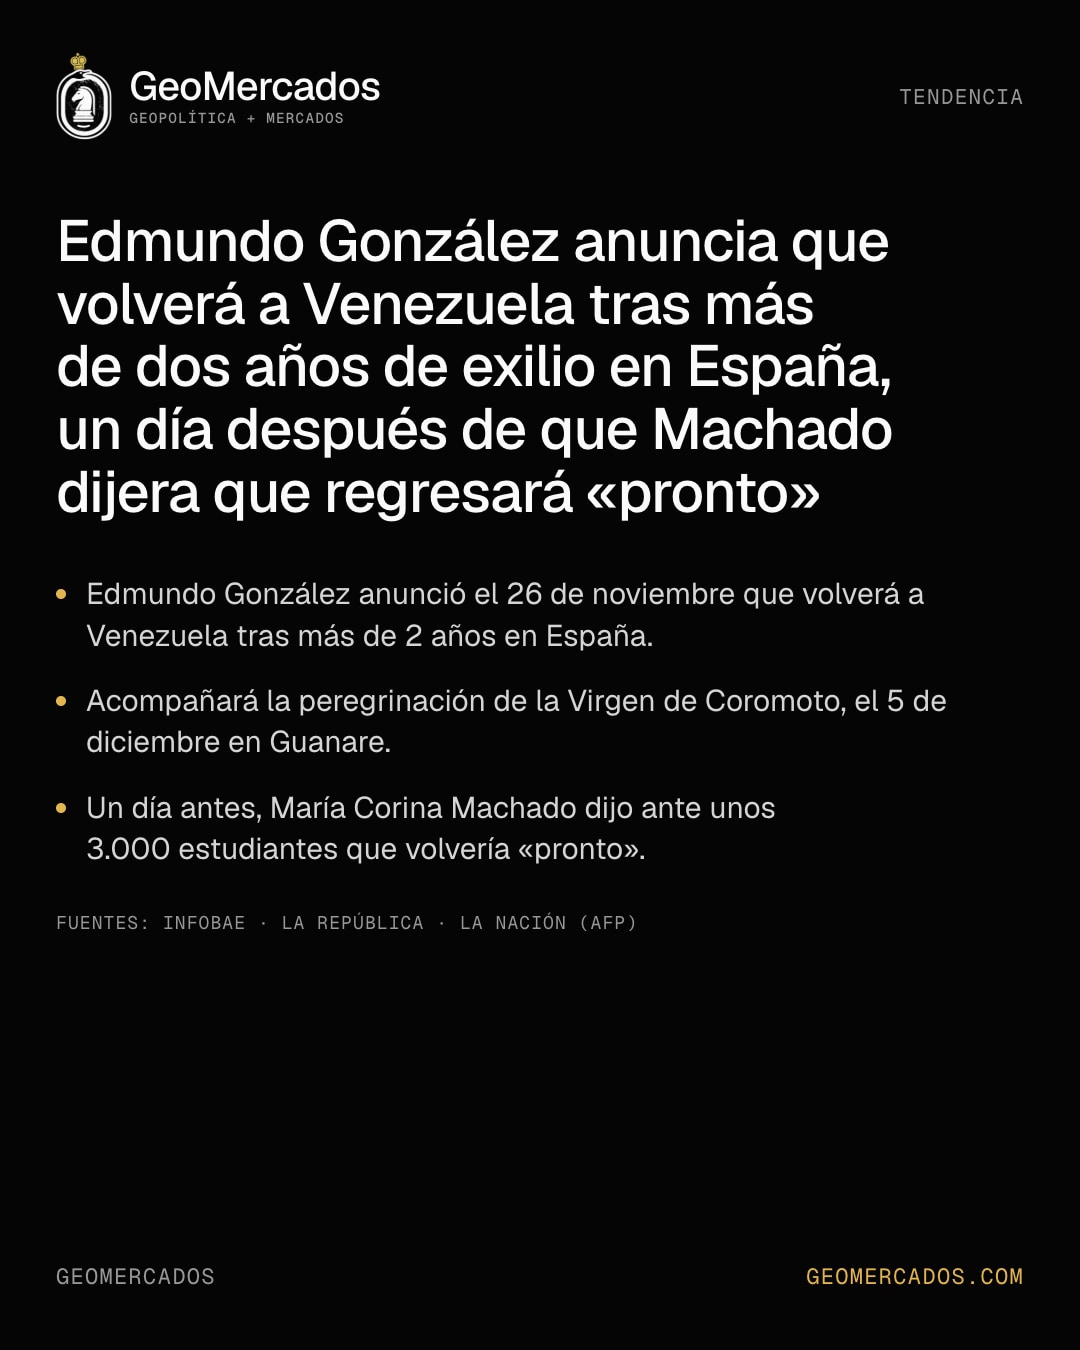 GeoMercados
GEOPOLÍTICA + MERCADOS
TENDENCIA
Edmundo González anuncia que
volverá a Venezuela tras más
de dos años de exilio en España,
un día después de que Machado
dijera que regresará «pronto»
• Edmundo González anunció el 26 de noviembre que volverá a
Venezuela tras más de 2 años en España.
• Acompañará la peregrinación de la Virgen de Coromoto, el 5 de
diciembre en Guanare.
• Un día antes, María Corina Machado dijo ante unos
3.000 estudiantes que volvería «pronto».
FUENTES: INFOBAE · LA REPÚBLICA · LA NACIÓN (AFP)
GEOMERCADOS
GEOMERCADOS.COM